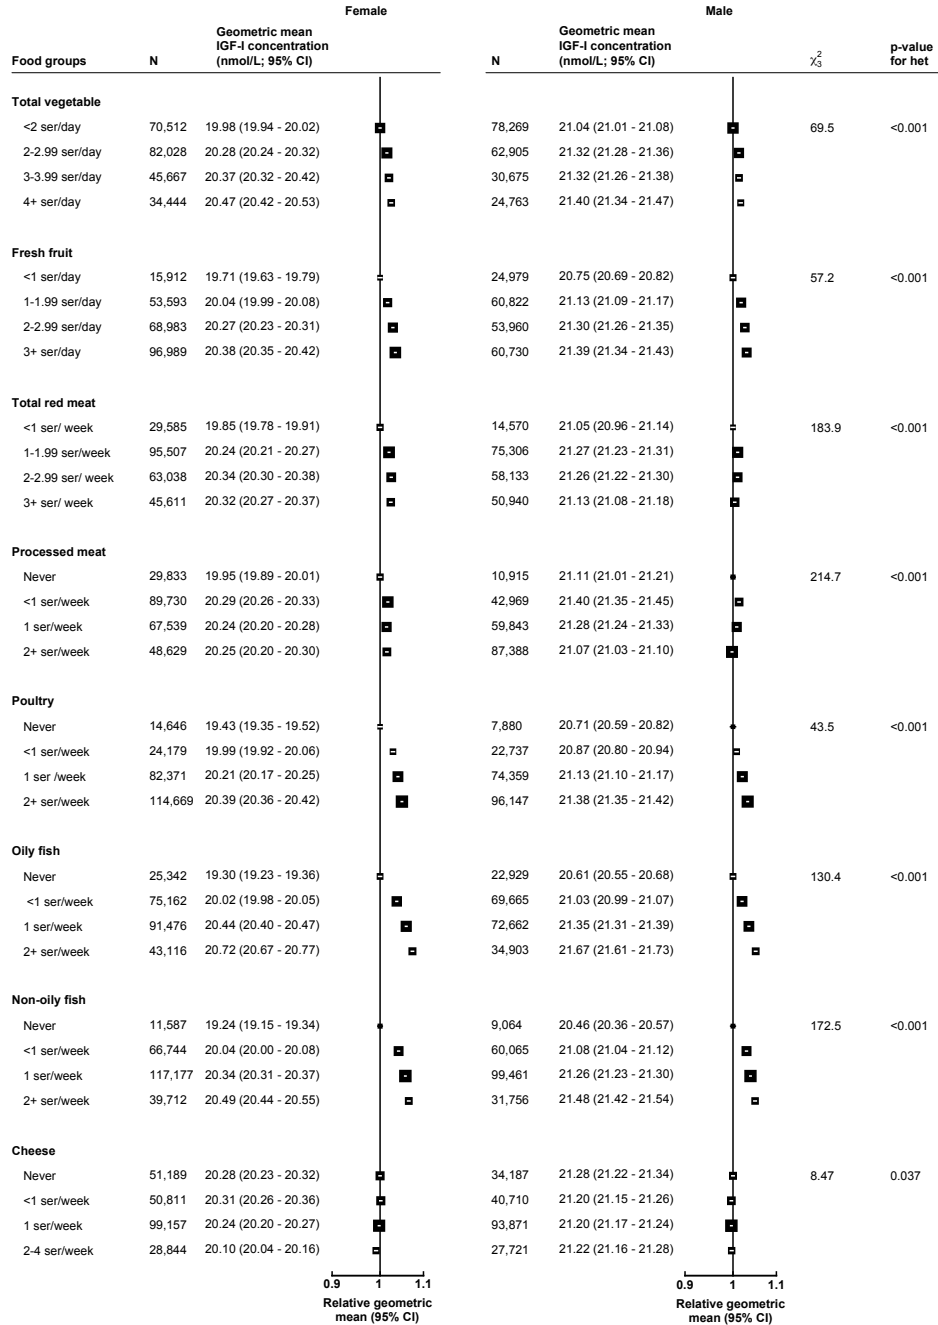 Female Male
Food groups N Geometric mean IGF-I concentration (nmol/L; 95% CI) N Geometric mean IGF-I concentration (nmol/L; 95% CI) χ²₃ p-value for het
Total vegetable
<2 ser/day 70,512 19.98 (19.94 - 20.02) 78,269 21.04 (21.01 - 21.08) 69.5 <0.001
2-2.99 ser/day 82,028 20.28 (20.24 - 20.32) 62,905 21.32 (21.28 - 21.36)
3-3.99 ser/day 45,667 20.37 (20.32 - 20.42) 30,675 21.32 (21.26 - 21.38)
4+ ser/day 34,444 20.47 (20.42 - 20.53) 24,763 21.40 (21.34 - 21.47)
Fresh fruit
<1 ser/day 15,912 19.71 (19.63 - 19.79) 24,979 20.75 (20.69 - 20.82) 57.2 <0.001
1-1.99 ser/day 53,593 20.04 (19.99 - 20.08) 60,822 21.13 (21.09 - 21.17)
2-2.99 ser/day 68,983 20.27 (20.23 - 20.31) 53,960 21.30 (21.26 - 21.35)
3+ ser/day 96,989 20.38 (20.35 - 20.42) 60,730 21.39 (21.34 - 21.43)
Total red meat
<1 ser/ week 29,585 19.85 (19.78 - 19.91) 14,570 21.05 (20.96 - 21.14) 183.9 <0.001
1-1.99 ser/week 95,507 20.24 (20.21 - 20.27) 75,306 21.27 (21.23 - 21.31)
2-2.99 ser/ week 63,038 20.34 (20.30 - 20.38) 58,133 21.26 (21.22 - 21.30)
3+ ser/ week 45,611 20.32 (20.27 - 20.37) 50,940 21.13 (21.08 - 21.18)
Processed meat
Never 29,833 19.95 (19.89 - 20.01) 10,915 21.11 (21.01 - 21.21) 214.7 <0.001
<1 ser/week 89,730 20.29 (20.26 - 20.33) 42,969 21.40 (21.35 - 21.45)
1 ser/week 67,539 20.24 (20.20 - 20.28) 59,843 21.28 (21.24 - 21.33)
2+ ser/week 48,629 20.25 (20.20 - 20.30) 87,388 21.07 (21.03 - 21.10)
Poultry
Never 14,646 19.43 (19.35 - 19.52) 7,880 20.71 (20.59 - 20.82) 43.5 <0.001
<1 ser/week 24,179 19.99 (19.92 - 20.06) 22,737 20.87 (20.80 - 20.94)
1 ser /week 82,371 20.21 (20.17 - 20.25) 74,359 21.13 (21.10 - 21.17)
2+ ser/week 114,669 20.39 (20.36 - 20.42) 96,147 21.38 (21.35 - 21.42)
Oily fish
Never 25,342 19.30 (19.23 - 19.36) 22,929 20.61 (20.55 - 20.68) 130.4 <0.001
<1 ser/week 75,162 20.02 (19.98 - 20.05) 69,665 21.03 (20.99 - 21.07)
1 ser/week 91,476 20.44 (20.40 - 20.47) 72,662 21.35 (21.31 - 21.39)
2+ ser/week 43,116 20.72 (20.67 - 20.77) 34,903 21.67 (21.61 - 21.73)
Non-oily fish
Never 11,587 19.24 (19.15 - 19.34) 9,064 20.46 (20.36 - 20.57) 172.5 <0.001
<1 ser/week 66,744 20.04 (20.00 - 20.08) 60,065 21.08 (21.04 - 21.12)
1 ser/week 117,177 20.34 (20.31 - 20.37) 99,461 21.26 (21.23 - 21.30)
2+ ser/week 39,712 20.49 (20.44 - 20.55) 31,756 21.48 (21.42 - 21.54)
Cheese
Never 51,189 20.28 (20.23 - 20.32) 34,187 21.28 (21.22 - 21.34) 8.47 0.037
<1 ser/week 50,811 20.31 (20.26 - 20.36) 40,710 21.20 (21.15 - 21.26)
1 ser/week 99,157 20.24 (20.20 - 20.27) 93,871 21.20 (21.17 - 21.24)
2-4 ser/week 28,844 20.10 (20.04 - 20.16) 27,721 21.22 (21.16 - 21.28)
0.9 1 1.1 0.9 1 1.1
Relative geometric Relative geometric
mean (95% CI) mean (95% CI)